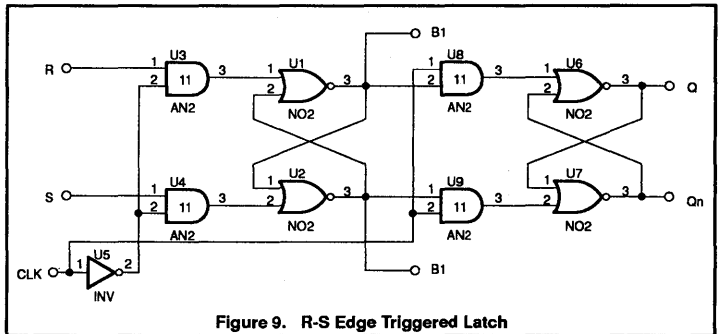 B1
R 1 2 U3 11 3 AN2
1 2 U1 3 NO2
1 2 U8 11 3 AN2
1 2 U6 3 NO2 Q
S 1 2 U4 11 3 AN2
1 2 U2 3 NO2
1 2 U9 11 3 AN2
1 2 U7 3 NO2 Qn
CLK 1 U5 2 INV
B1
Figure 9. R-S Edge Triggered Latch